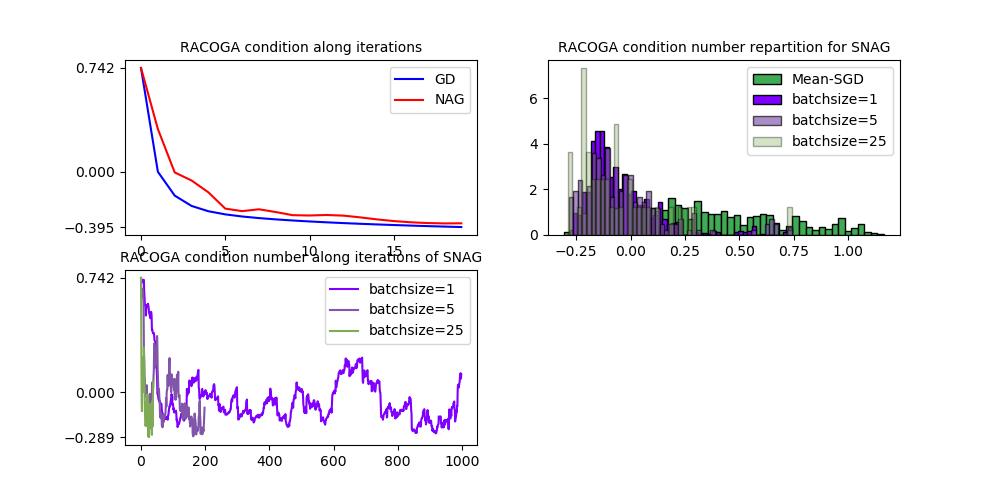 RACOGA condition along iterations
0.742
0.000
−0.395
GD
NAG
0
5
10
15
RACOGA condition number repartition for SNAG
6
4
2
0
Mean-SGD
batchsize=1
batchsize=5
batchsize=25
−0.25
0.00
0.25
0.50
0.75
1.00
RACOGA condition number along iterations of SNAG
0.742
0.000
−0.289
batchsize=1
batchsize=5
batchsize=25
0
200
400
600
800
1000